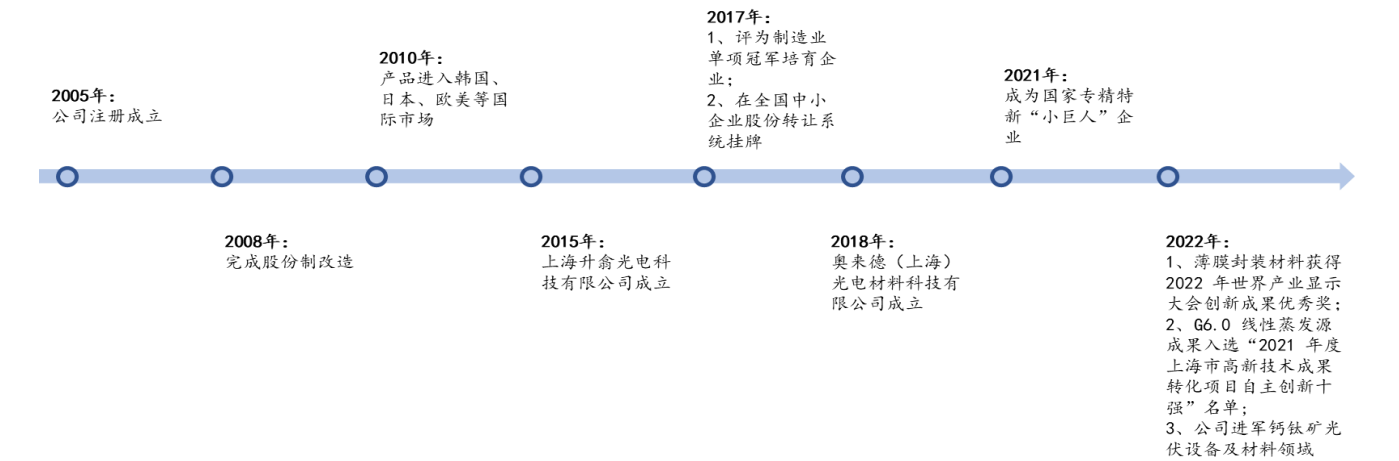 2005年：
公司注册成立
2008年：
完成股份制改造
2010年：
产品进入韩国、
日本、欧美等国
际市场
2015年：
上海升翕光电科
技有限公司成立
2017年：
1、评为制造业
单项冠军培育企
业；
2、在全国中小
企业股份转让系
统挂牌
2018年：
奥来德（上海）
光电材料科技有
限公司成立
2021年：
成为国家专精特
新“小巨人”企
业
2022年：
1、薄膜封装材料获得
2022 年世界产业显示
大会创新成果优秀奖；
2、G6.0 线性蒸发源
成果入选“2021 年度
上海市高新技术成果
转化项目自主创新十
强”名单；
3、公司进军钙钛矿光
伏设备及材料领域